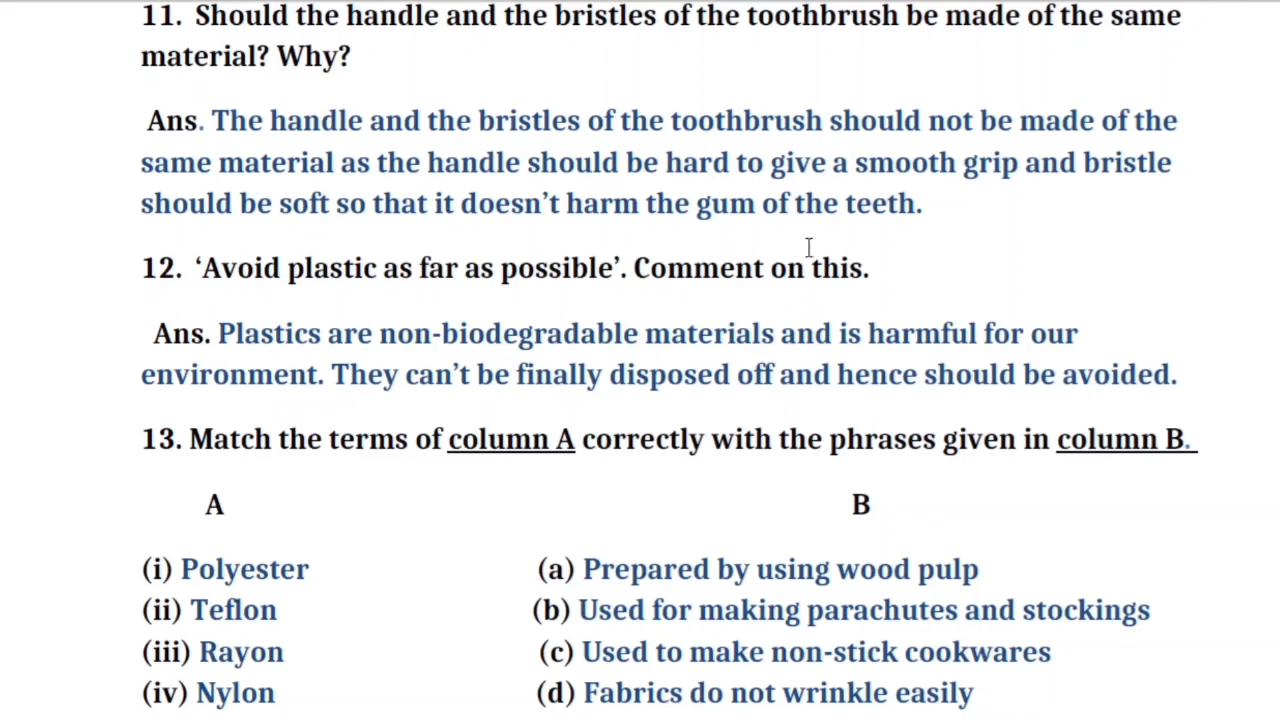 11. Should the handle and the bristles of the toothbrush be made of the same
material? Why?
Ans. The handle and the bristles of the toothbrush should not be made of the
same material as the handle should be hard to give a smooth grip and bristle
should be soft so that it doesn’t harm the gum of the teeth.
12. ‘Avoid plastic as far as possible’. Comment on this.
Ans. Plastics are non-biodegradable materials and is harmful for our
environment. They can’t be finally disposed off and hence should be avoided.
13. Match the terms of column A correctly with the phrases given in column B.
A B
(i) Polyester (a) Prepared by using wood pulp
(ii) Teflon (b) Used for making parachutes and stockings
(iii) Rayon (c) Used to make non-stick cookwares
(iv) Nylon (d) Fabrics do not wrinkle easily